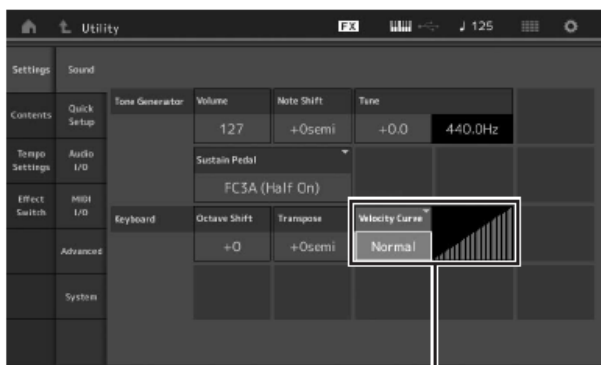 Utility FX ♩ 125
Settings Sound
Tone Generator Volume Note Shift Tune
Contents Quick Setup
127 +0semi +0.0 440.0Hz
Tempo Settings Audio I/O
Sustain Pedal
FC3A (Half On)
Effect Switch MIDI I/O
Keyboard Octave Shift Transpose Velocity Curve
+0 +0semi Normal
Advanced
System